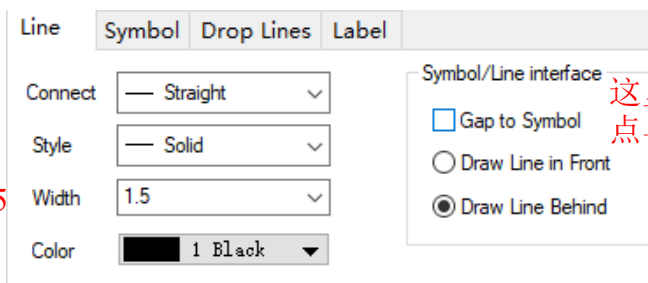 Line Symbol Drop Lines Label
Symbol/Line interface
Connect Straight
Gap to Symbol
这
点
Style Solid
Draw Line in Front
5
Width 1.5
Draw Line Behind
Color 1 Black